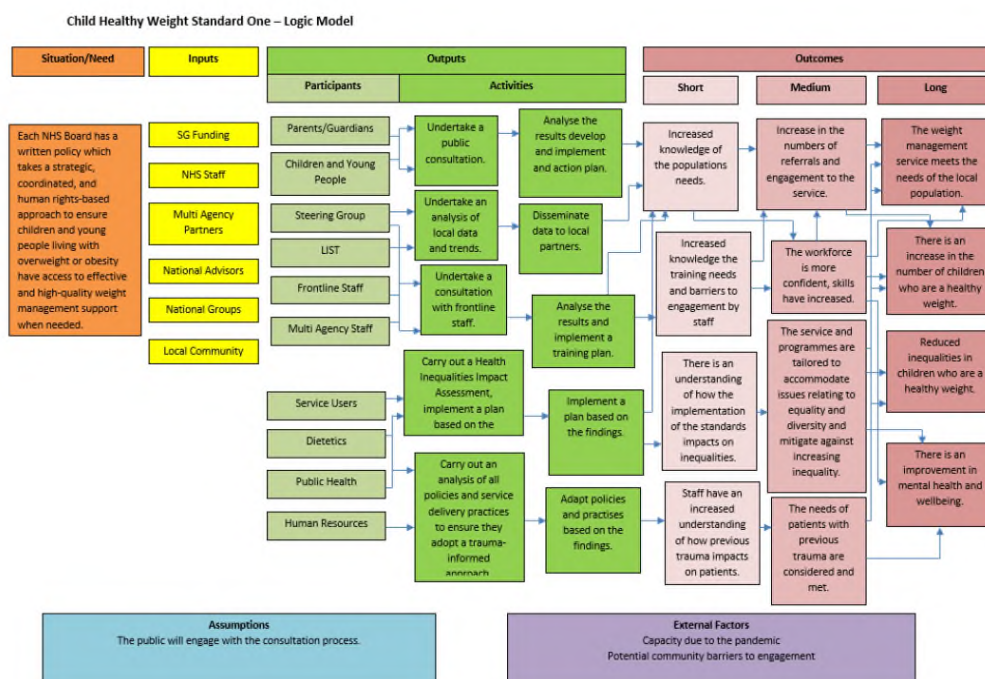 Child Healthy Weight Standard One – Logic Model
Situation/Need
Inputs
Outputs
Outcomes
Participants
Activities
Short
Medium
Long
Each NHS Board has a
written policy which
takes a strategic,
coordinated, and
human rights-based
approach to ensure
children and young
people living with
overweight or obesity
have access to effective
and high-quality weight
management support
when needed.
SG Funding
NHS Staff
Multi Agency
Partners
National Advisors
National Groups
Local Community
Parents/Guardians
Children and Young
People
Steering Group
LIST
Frontline Staff
Multi Agency Staff
Service Users
Dietetics
Public Health
Human Resources
Undertake a
public
consultation.
Undertake an
analysis of
local data
and trends.
Undertake a
consultation
with frontline
staff.
Carry out a Health
Inequalities Impact
Assessment,
implement a plan
based on the
Carry out an
analysis of all
policies and service
delivery practices
to ensure they
adopt a trauma-
informed
approach
Analyse the
results develop
and implement
and action plan.
Disseminate
data to local
partners.
Analyse the
results and
implement a
training plan.
Implement a
plan based on
the findings.
Adapt policies
and practises
based on the
findings.
Increased
knowledge
of the populations
needs.
Increased
knowledge the
training needs
and barriers to
engagement by
staff
There is an
understanding
of how the
implementation
of the standards
impacts on
inequalities.
Staff have an
increased
understanding
of how previous
trauma impacts
on patients.
Increase in the
numbers of
referrals and
engagement to the
service.
The workforce
is more
confident, skills
have increased.
The service and
programmes are
tailored to
accommodate
issues relating to
equality and
diversity and
mitigate against
increasing
inequality.
The needs of
patients with
previous
trauma are
considered and
met.
The weight
management
service meets the
needs of the local
population.
There is an
increase in the
number of children
who are a healthy
weight.
Reduced
inequalities in
children who are a
healthy weight.
There is an
improvement in
mental health and
wellbeing.
Assumptions
The public will engage with the consultation process.
External Factors
Capacity due to the pandemic
Potential community barriers to engagement